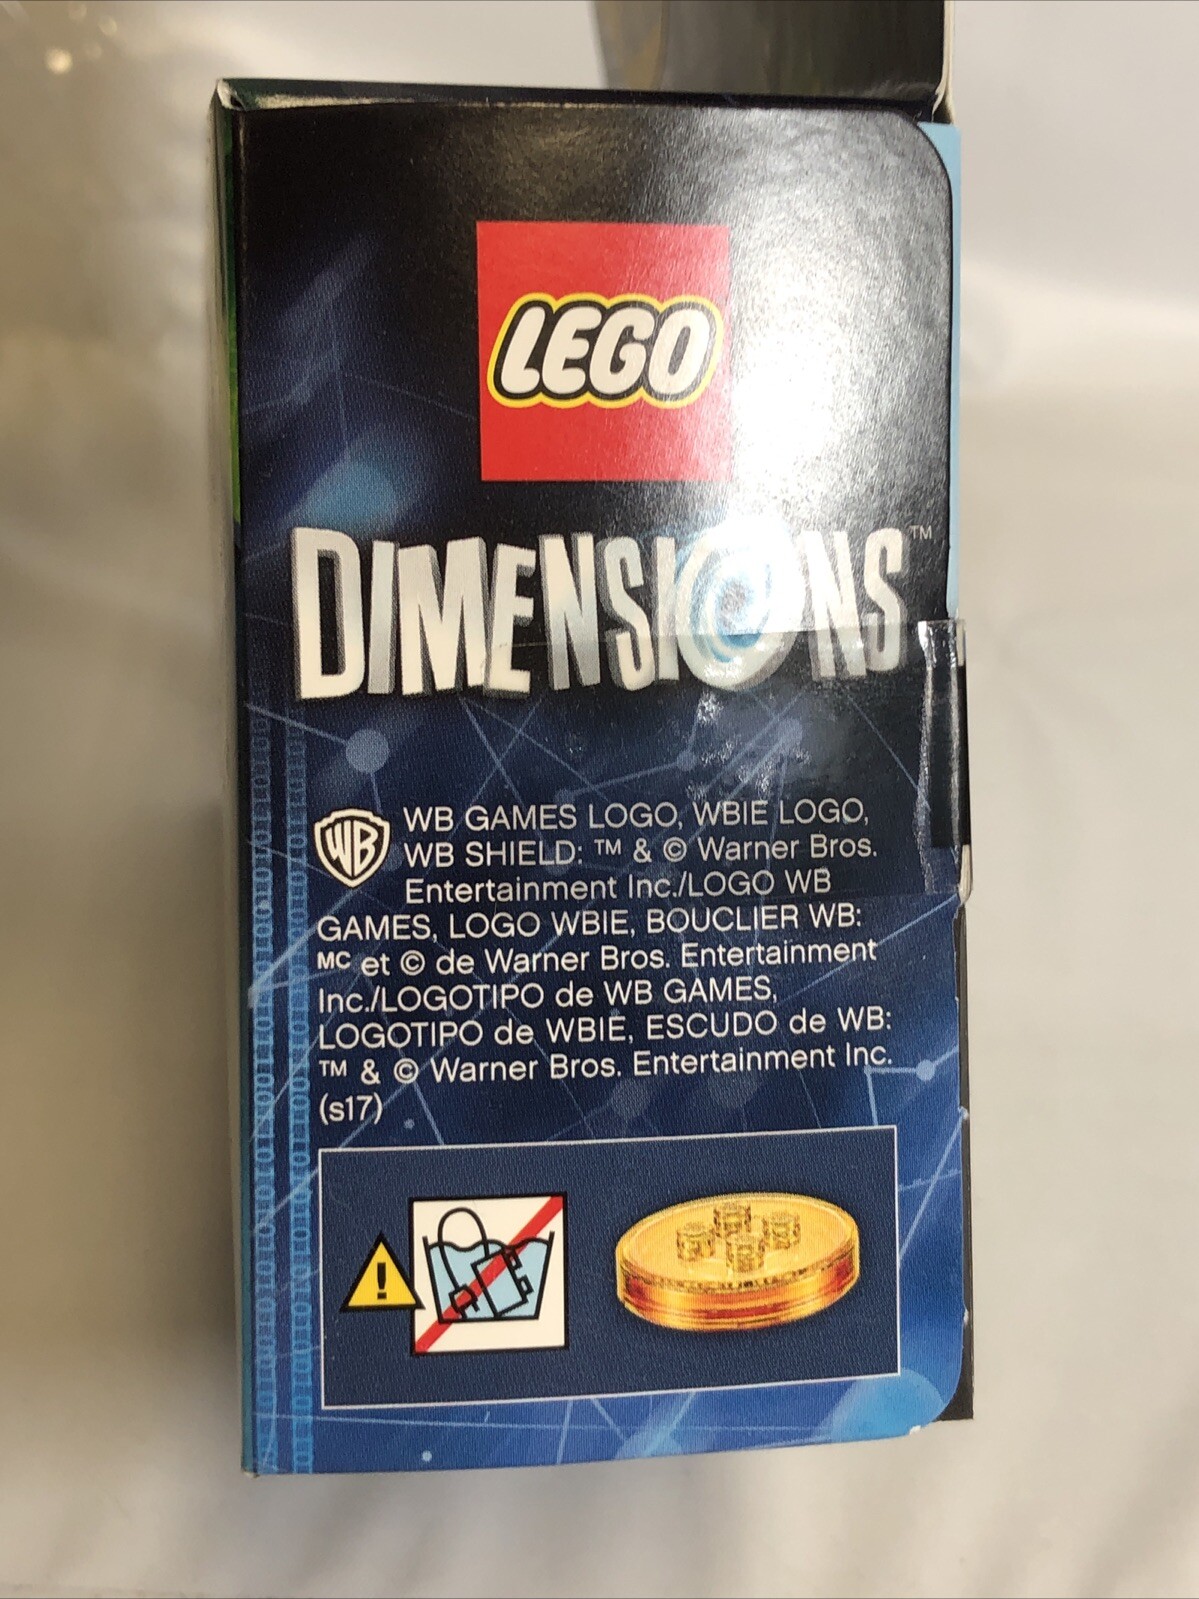 LEGO
DIMENSIONS™
WB GAMES LOGO, WBIE LOGO,
WB WB SHIELD: ™ & © Warner Bros.
Entertainment Inc./LOGO WB
GAMES, LOGO WBIE, BOUCLIER WB:
MC et © de Warner Bros. Entertainment
Inc./LOGOTIPO de WB GAMES,
LOGOTIPO de WBIE, ESCUDO de WB:
™ & © Warner Bros. Entertainment Inc.
(s17)
!